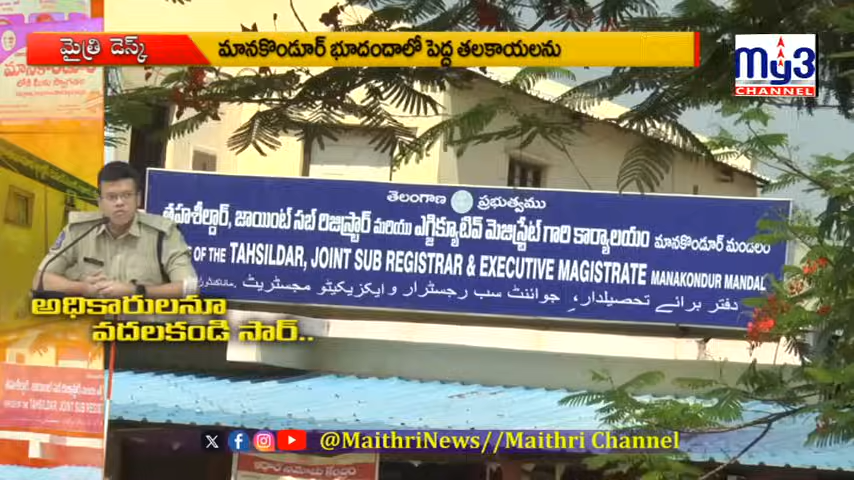 మైత్రి డెస్క్
మానకొండూర్ భూదందాలో పెద్ద తలకాయలను
My3
CHANNEL
తెలంగాణ ప్రభుత్వము
తహశీల్దార్, జాయింట్ సబ్ రిజిస్ట్రార్ మరియు ఎగ్జిక్యూటివ్ మెజిస్ట్రేట్ గారి కార్యాలయం మానకొండూర్ మండలం
OF THE TAHSILDAR, JOINT SUB REGISTRAR & EXECUTIVE MAGISTRATE MANAKONDUR MANDAL
دفتر برائے تحصیلدار، جوائنٹ سب رجسٹرار و ایکزیکیٹو مجسٹریٹ
అధికారులనూ
వదలకండి సార్..
@MaithriNews//Maithri Channel